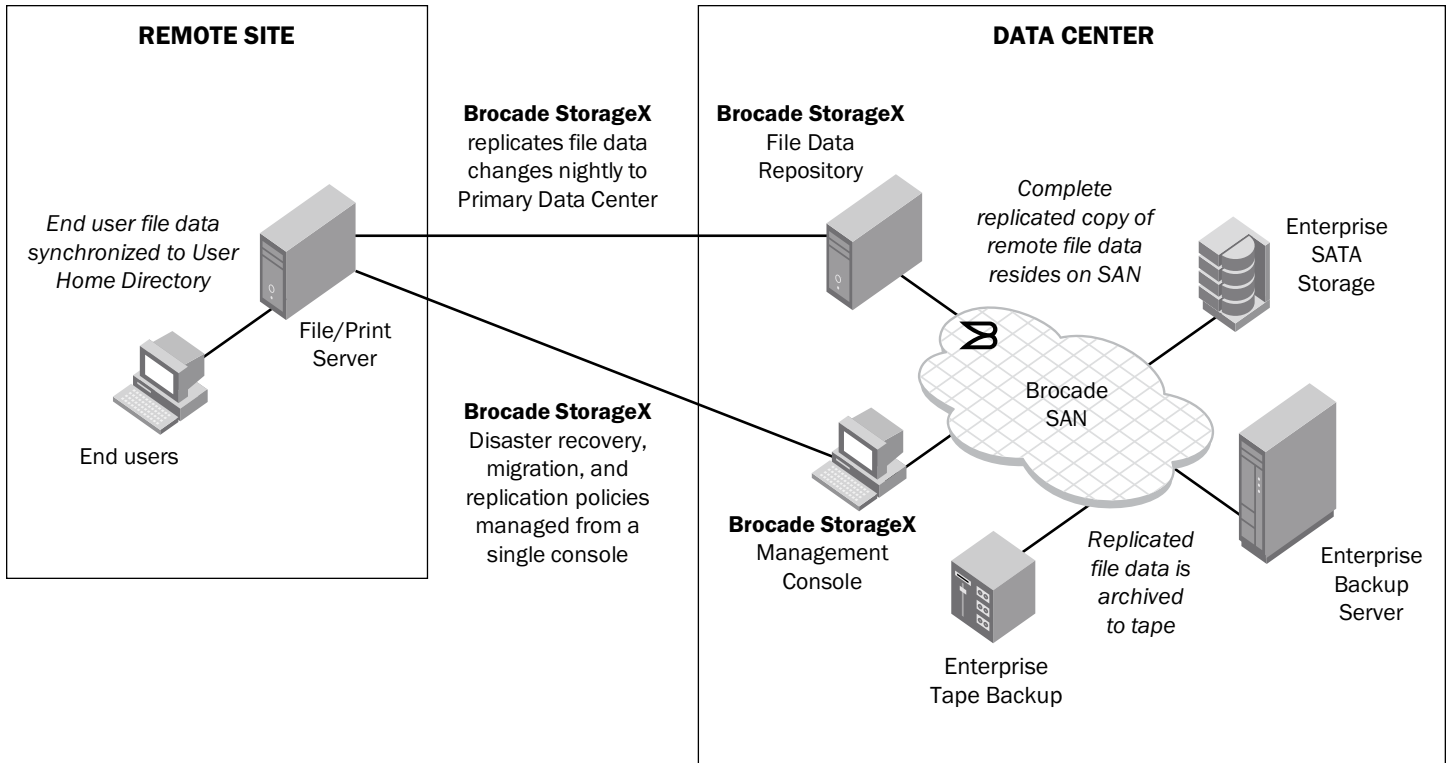 REMOTE SITE
End user file data
synchronized to User
Home Directory
File/Print
Server
End users
Brocade StorageX
replicates file data
changes nightly to
Primary Data Center
Brocade StorageX
Disaster recovery,
migration, and
replication policies
managed from a
single console
DATA CENTER
Brocade StorageX
File Data
Repository
Complete
replicated copy of
remote file data
resides on SAN
Enterprise
SATA
Storage
Brocade
SAN
Brocade StorageX
Management
Console
Replicated
file data is
archived
to tape
Enterprise
Backup
Server
Enterprise
Tape Backup